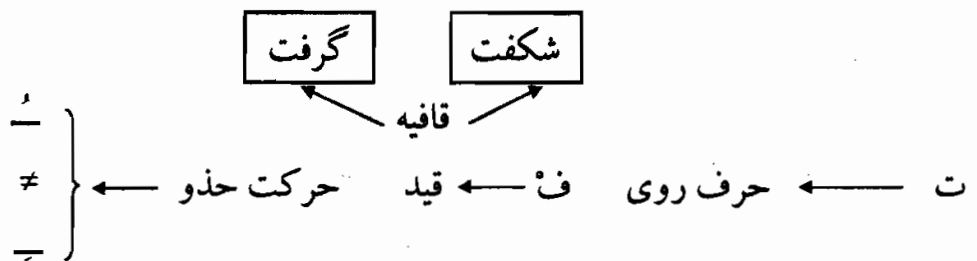 شکفت گرفت
قافیه
ت ← حرف روی فْ ← قید حرکت حذو ← { ـُ ≠ ـِ